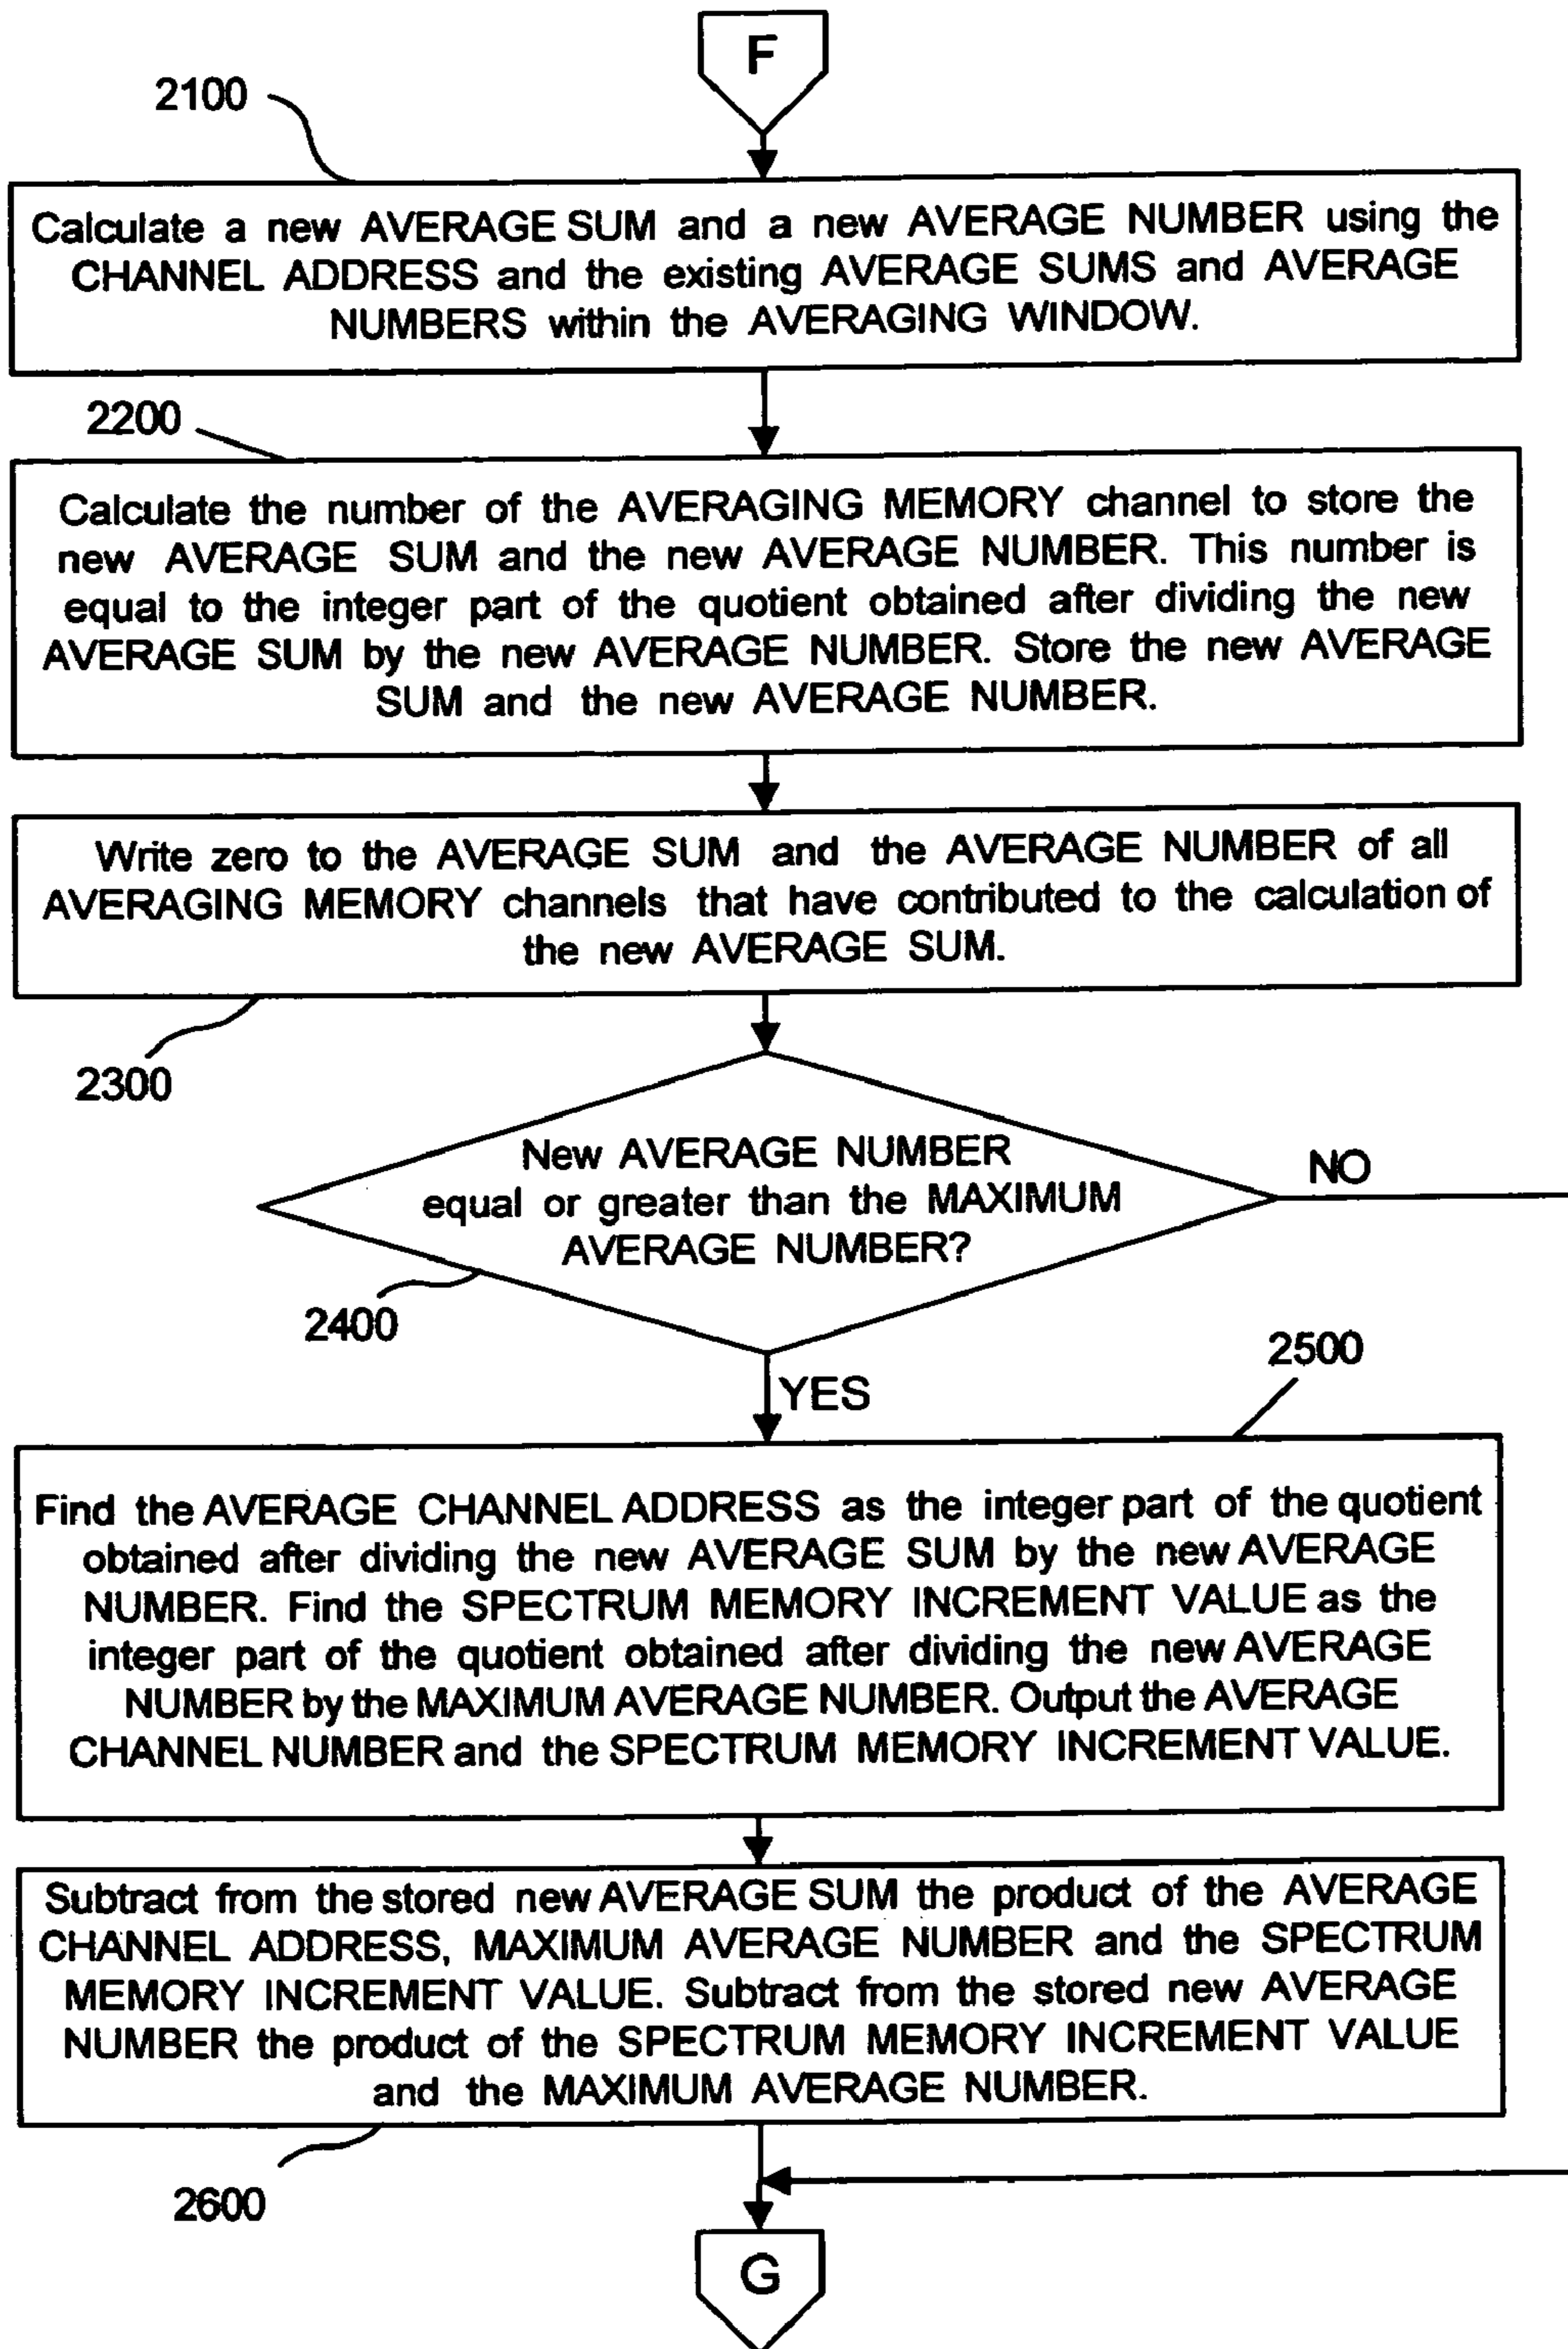 F
2100
Calculate a new AVERAGE SUM and a new AVERAGE NUMBER using the
CHANNEL ADDRESS and the existing AVERAGE SUMS and AVERAGE
NUMBERS within the AVERAGING WINDOW.
2200
Calculate the number of the AVERAGING MEMORY channel to store the
new AVERAGE SUM and the new AVERAGE NUMBER. This number is
equal to the integer part of the quotient obtained after dividing the new
AVERAGE SUM by the new AVERAGE NUMBER. Store the new AVERAGE
SUM and the new AVERAGE NUMBER.
Write zero to the AVERAGE SUM and the AVERAGE NUMBER of all
AVERAGING MEMORY channels that have contributed to the calculation of
the new AVERAGE SUM.
2300
New AVERAGE NUMBER
equal or greater than the MAXIMUM
AVERAGE NUMBER?
NO
2400
YES
2500
Find the AVERAGE CHANNEL ADDRESS as the integer part of the quotient
obtained after dividing the new AVERAGE SUM by the new AVERAGE
NUMBER. Find the SPECTRUM MEMORY INCREMENT VALUE as the
integer part of the quotient obtained after dividing the new AVERAGE
NUMBER by the MAXIMUM AVERAGE NUMBER. Output the AVERAGE
CHANNEL NUMBER and the SPECTRUM MEMORY INCREMENT VALUE.
Subtract from the stored new AVERAGE SUM the product of the AVERAGE
CHANNEL ADDRESS, MAXIMUM AVERAGE NUMBER and the SPECTRUM
MEMORY INCREMENT VALUE. Subtract from the stored new AVERAGE
NUMBER the product of the SPECTRUM MEMORY INCREMENT VALUE
and the MAXIMUM AVERAGE NUMBER.
2600
G